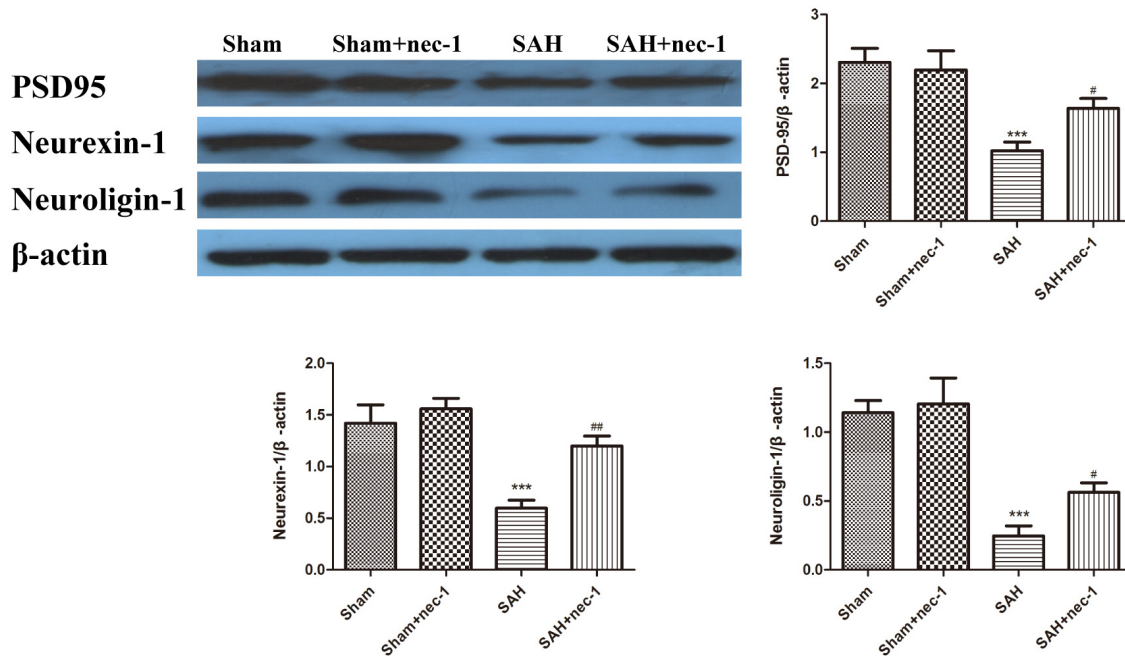 Sham Sham+nec-1 SAH SAH+nec-1
PSD95
Neurexin-1
Neuroligin-1
β-actin
PSD-95/β -actin
3
2
1
0
***
#
Sham
Sham+nec-1
SAH
SAH+nec-1
Neurexin-1/β -actin
2.0
1.5
1.0
0.5
0.0
***
##
Sham
Sham+nec-1
SAH
SAH+nec-1
Neuroligin-1/β -actin
1.5
1.0
0.5
0.0
***
#
Sham
Sham+nec-1
SAH
SAH+nec-1